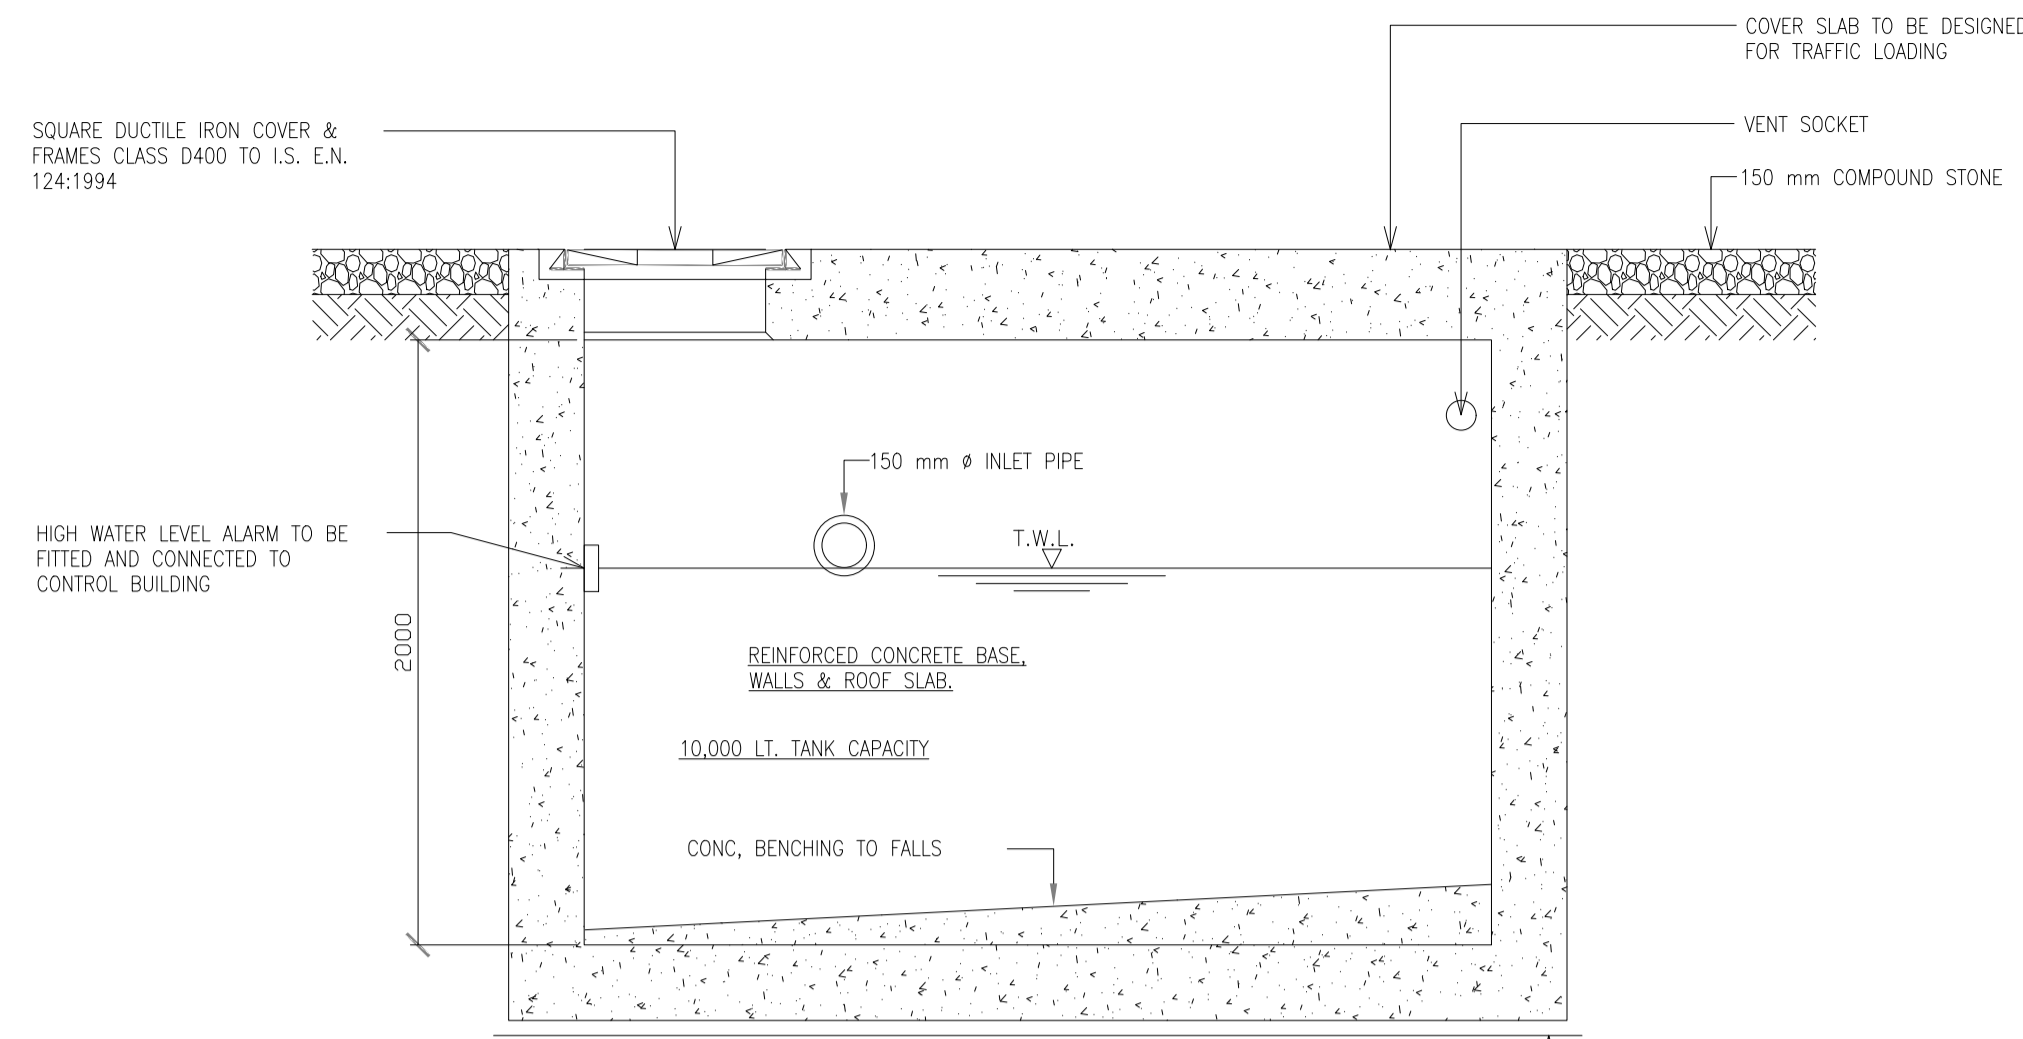 COVER SLAB TO BE DESIGNED
FOR TRAFFIC LOADING
SQUARE DUCTILE IRON COVER &
FRAMES CLASS D400 TO I.S. E.N.
124:1994
VENT SOCKET
150 mm COMPOUND STONE
150 mm ø INLET PIPE
HIGH WATER LEVEL ALARM TO BE
FITTED AND CONNECTED TO
CONTROL BUILDING
T.W.L.
2000
REINFORCED CONCRETE BASE,
WALLS & ROOF SLAB.
10,000 LT. TANK CAPACITY
CONC, BENCHING TO FALLS